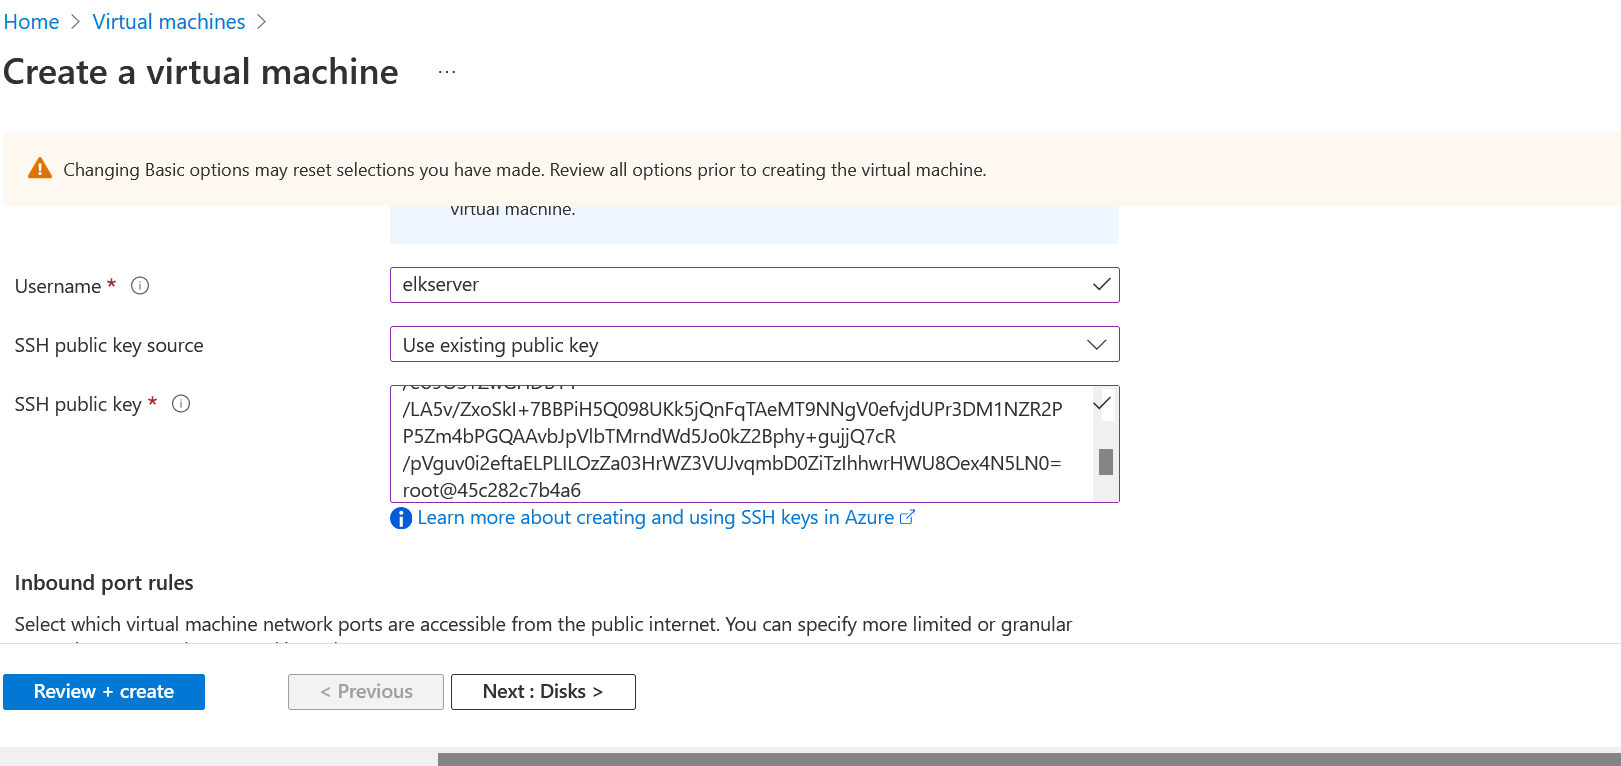 Home > Virtual machines >
Create a virtual machine ...
Changing Basic options may reset selections you have made. Review all options prior to creating the virtual machine.
virtual machine.
Username *
elkserver
SSH public key source
Use existing public key
SSH public key *
/LA5v/ZxoSkI+7BBPiH5Q098UKk5jQnFqTAeMT9NNgV0efvjdUPr3DM1NZR2P
P5Zm4bPGQAAvbJpVlbTMrndWd5Jo0kZ2Bphy+gujjQ7cR
/pVguv0i2eftaELPLILOzZa03HrWZ3VUJvqmbD0ZiTzIhhwrHWU8Oex4N5LN0=
root@45c282c7b4a6
Learn more about creating and using SSH keys in Azure
Inbound port rules
Select which virtual machine network ports are accessible from the public internet. You can specify more limited or granular
Review + create
< Previous
Next : Disks >